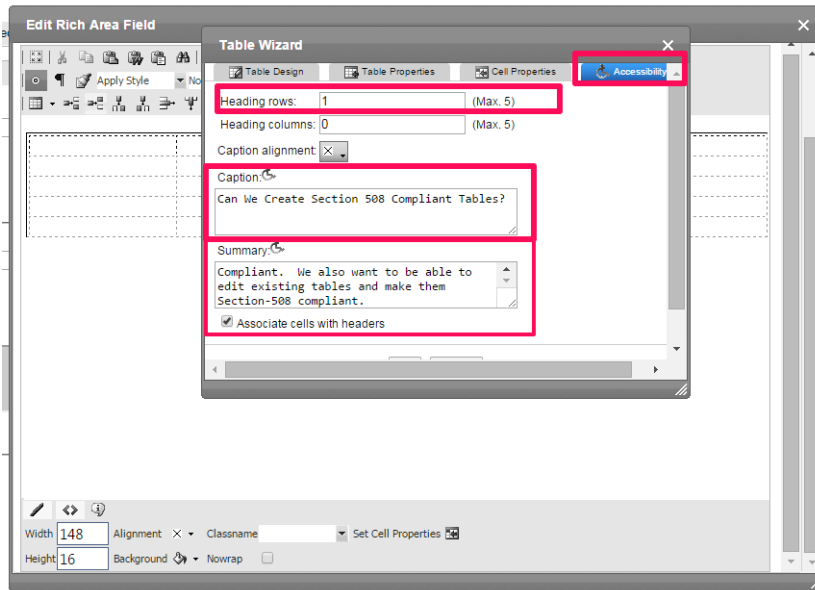 Edit Rich Area Field
Table Wizard
Table Design Table Properties Cell Properties Accessibility
Apply Style No
Heading rows: 1 (Max. 5)
Heading columns: 0 (Max. 5)
Caption alignment:
Caption:
Can We Create Section 508 Compliant Tables?
Summary:
Compliant. We also want to be able to
edit existing tables and make them
Section-508 compliant.
Associate cells with headers
Width 148 Alignment Classname Set Cell Properties
Height 16 Background Nowrap